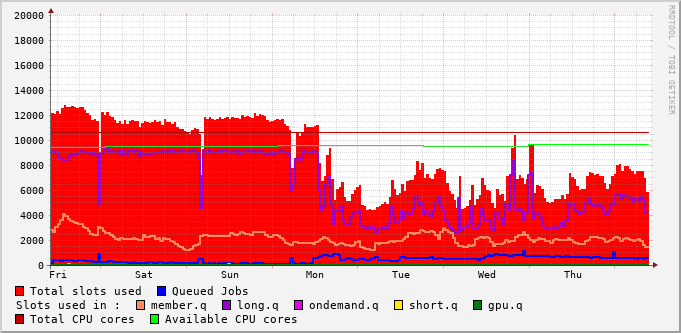 20000
18000
16000
14000
12000
10000
8000
6000
4000
2000
0
Fri Sat Sun Mon Tue Wed Thu
Total slots used Queued Jobs
Slots used in : member.q long.q ondemand.q short.q gpu.q
Total CPU cores Available CPU cores
RRDTOOL / TOBI OETIKER